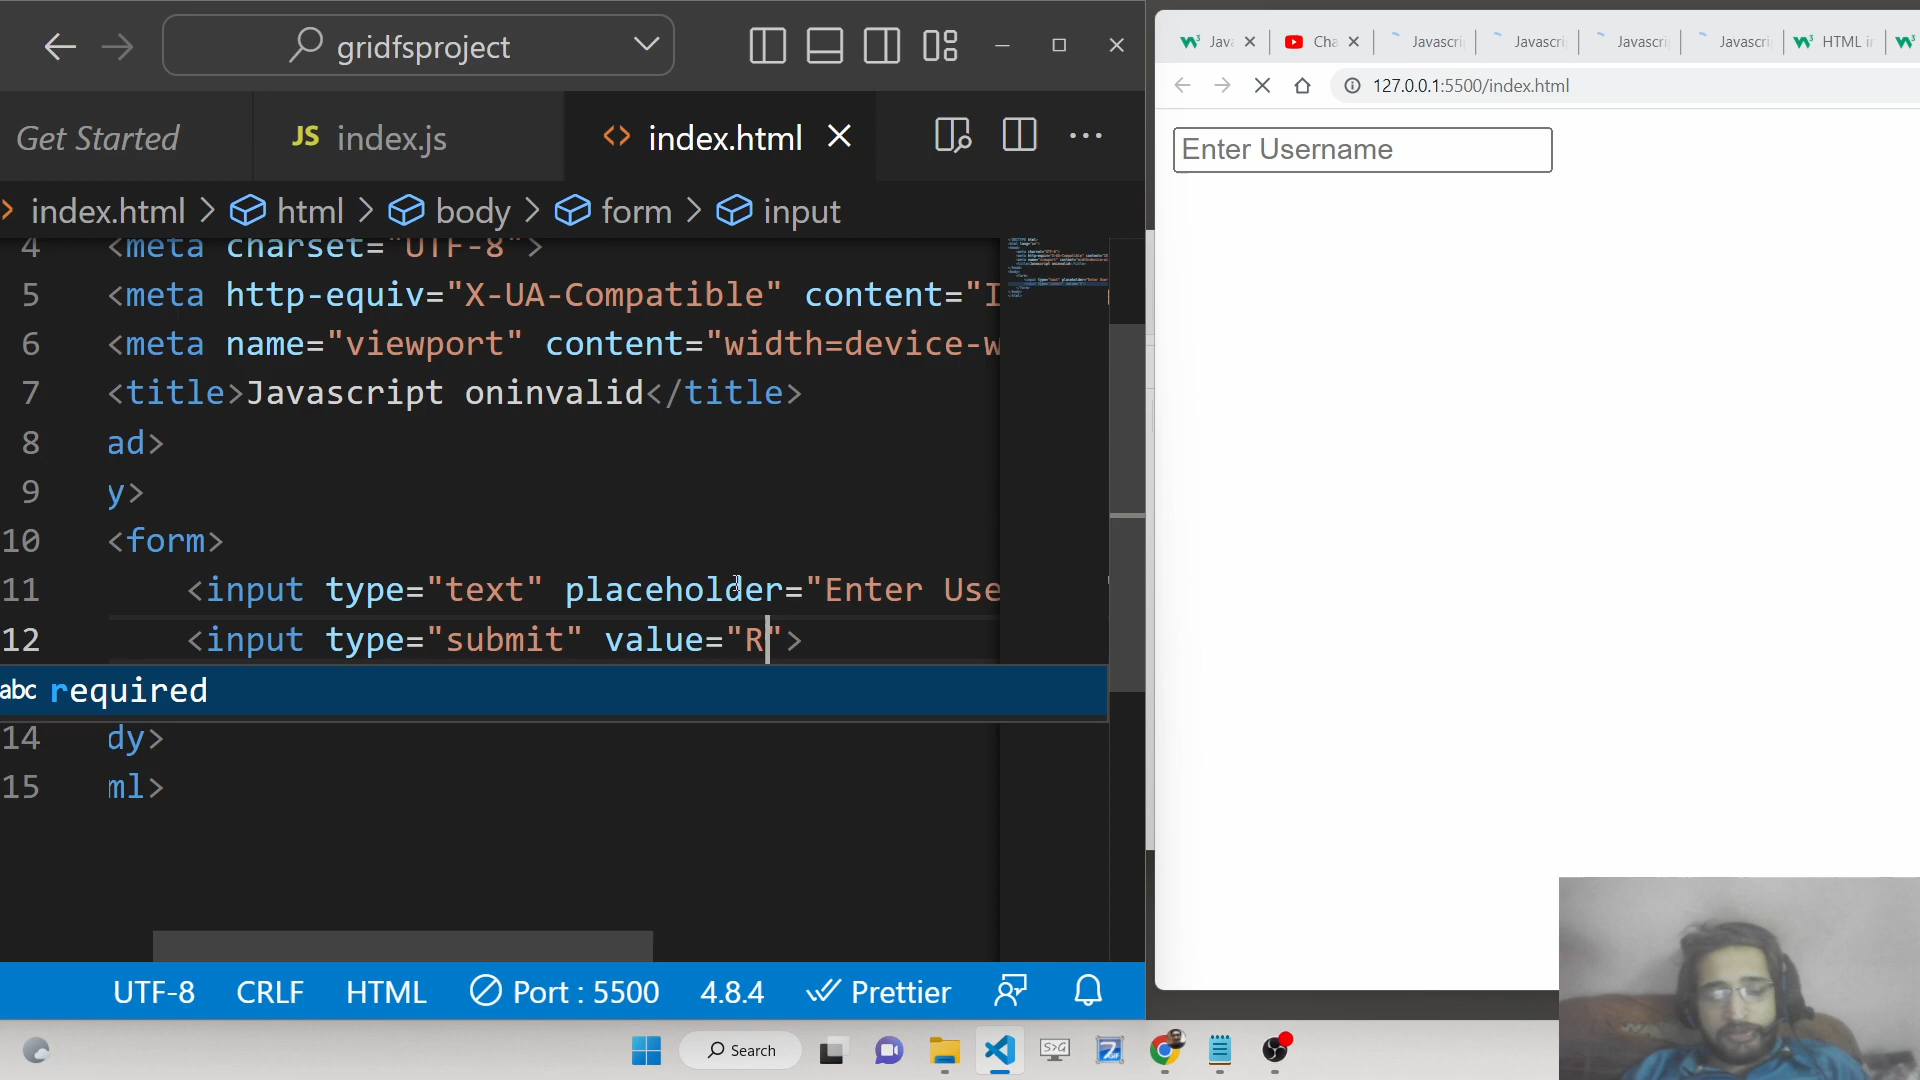 gridfsproject
Get Started
JS index.js
index.html
index.html > html > body > form > input
4 <meta charset="UTF-8">
5 <meta http-equiv="X-UA-Compatible" content="I
6 <meta name="viewport" content="width=device-w
7 <title>Javascript oninvalid</title>
8 ad>
9 y>
10 <form>
11 <input type="text" placeholder="Enter Use
12 <input type="submit" value="R">
abc required
14 dy>
15 ml>
UTF-8 CRLF HTML Port : 5500 4.8.4 Prettier
Java Cha Javascri Javascri Javascri Javascri HTML in
127.0.0.1:5500/index.html
Enter Username
Search